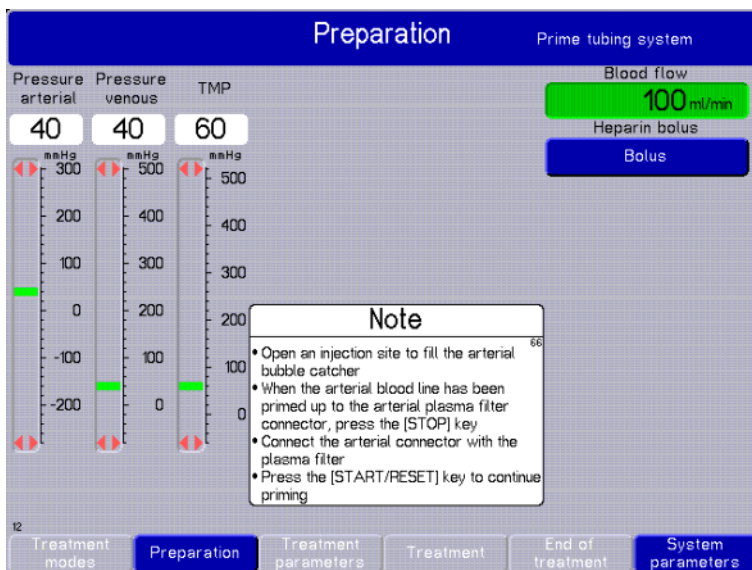 Preparation
Prime tubing system
Pressure arterial
Pressure venous
TMP
Blood flow
40
40
60
100 ml/min
Heparin bolus
Bolus
mmHg
mmHg
mmHg
300
200
100
0
-100
-200
500
400
300
200
100
0
500
400
300
200
100
0
Note
66
• Open an injection site to fill the arterial
bubble catcher
• When the arterial blood line has been
primed up to the arterial plasma filter
connector, press the [STOP] key
• Connect the arterial connector with the
plasma filter
• Press the [START/RESET] key to continue
priming
12
Treatment
modes
Preparation
Treatment
parameters
Treatment
End of
treatment
System
parameters